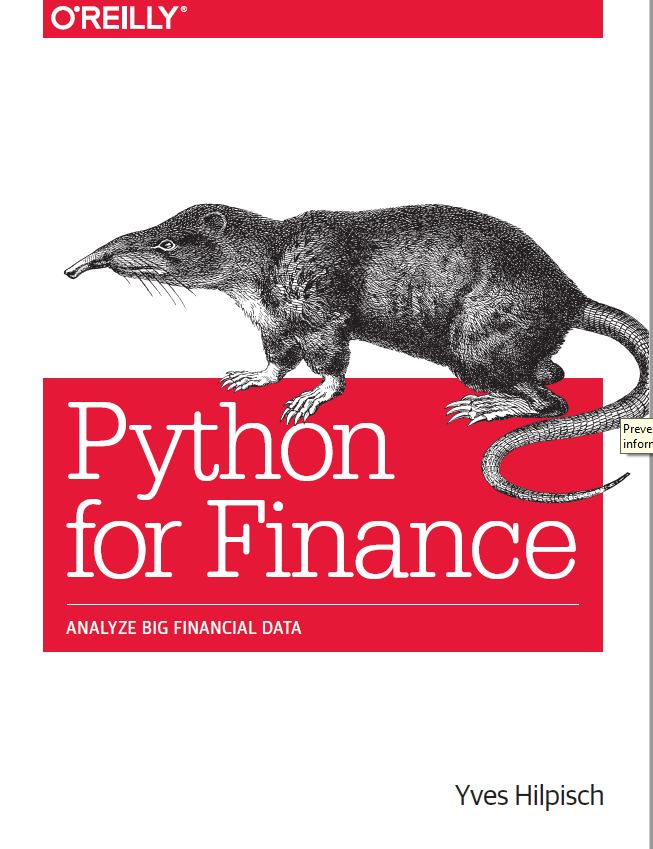 O'REILLY®
Python
for Finance
ANALYZE BIG FINANCIAL DATA
Yves Hilpisch